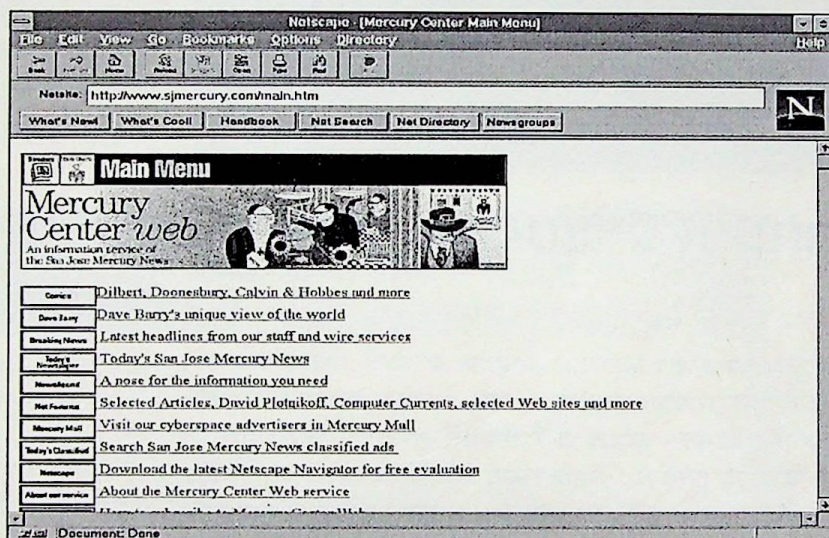 Netscape - [Mercury Center Main Menu]
File Edit View Go Bookmarks Options Directory Help
Back Home Reload Open Print Find
Netsite: http://www.sjmercury.com/main.htm
What's New! What's Cool! Handbook Net Search Net Directory Newsgroups
N
Main Menu
Mercury
Center web
An information service of
the San Jose Mercury News
Comics Dilbert, Doonesbury, Calvin & Hobbes and more
Dave Barry Dave Barry's unique view of the world
Breaking News Latest headlines from our staff and wire services
Today's Newspaper Today's San Jose Mercury News
NewsHound A nose for the information you need
Net Features Selected Articles, David Plotnikoff, Computer Currents, selected Web sites and more
Mercury Mall Visit our cyberspace advertisers in Mercury Mall
Today's Classified Search San Jose Mercury News classified ads
Netscape Download the latest Netscape Navigator for free evaluation
About our service About the Mercury Center Web service
Document: Done